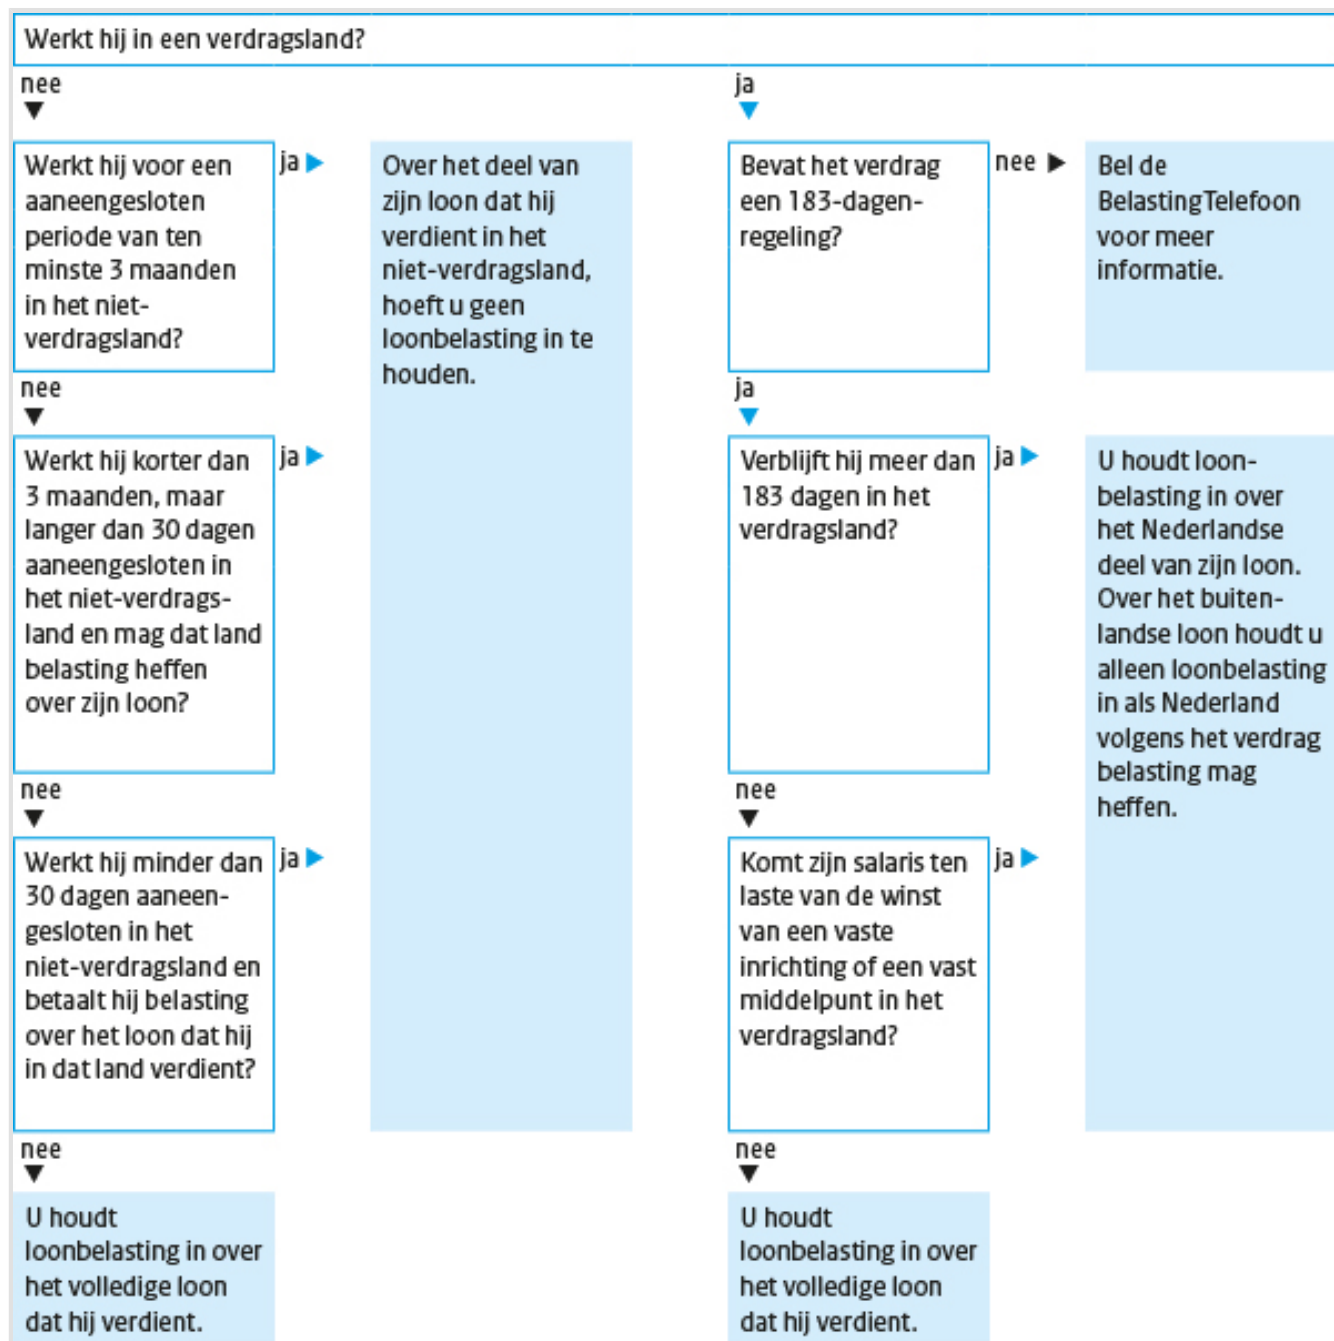 Werkt hij in een verdragsland?
nee
ja
Werkt hij voor een
aaneengesloten
periode van ten
minste 3 maanden
in het niet-
verdragsland?
ja
Over het deel van
zijn loon dat hij
verdient in het
niet-verdragsland,
hoeft u geen
loonbelasting in te
houden.
Bevat het verdrag
een 183-dagen-
regeling?
nee
Bel de
BelastingTelefoon
voor meer
informatie.
nee
ja
Werkt hij korter dan
3 maanden, maar
langer dan 30 dagen
aaneengesloten in
het niet-verdrags-
land en mag dat land
belasting heffen
over zijn loon?
ja
Verblijft hij meer dan
183 dagen in het
verdragsland?
ja
U houdt loon-
belasting in over
het Nederlandse
deel van zijn loon.
Over het buiten-
landse loon houdt u
alleen loonbelasting
in als Nederland
volgens het verdrag
belasting mag
heffen.
nee
nee
Werkt hij minder dan
30 dagen aaneen-
gesloten in het
niet-verdragsland en
betaalt hij belasting
over het loon dat hij
in dat land verdient?
ja
Komt zijn salaris ten
laste van de winst
van een vaste
inrichting of een vast
middelpunt in het
verdragsland?
ja
nee
nee
U houdt
loonbelasting in over
het volledige loon
dat hij verdient.
U houdt
loonbelasting in over
het volledige loon
dat hij verdient.